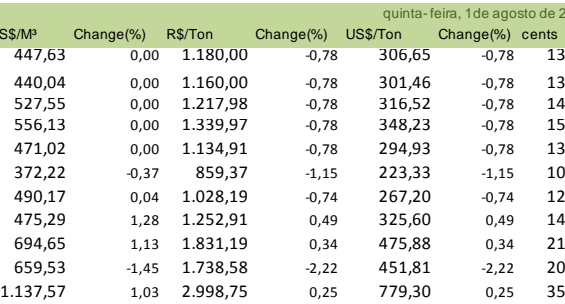 quinta-feira, 1 de agosto de 2
S$/M³ Change(%) R$/Ton Change(%) US$/Ton Change(%) cents
447,63 0,00 1.180,00 -0,78 306,65 -0,78 13
440,04 0,00 1.160,00 -0,78 301,46 -0,78 13
527,55 0,00 1.217,98 -0,78 316,52 -0,78 14
556,13 0,00 1.339,97 -0,78 348,23 -0,78 15
471,02 0,00 1.134,91 -0,78 294,93 -0,78 13
372,22 -0,37 859,37 -1,15 223,33 -1,15 10
490,17 0,04 1.028,19 -0,74 267,20 -0,74 12
475,29 1,28 1.252,91 0,49 325,60 0,49 14
694,65 1,13 1.831,19 0,34 475,88 0,34 21
659,53 -1,45 1.738,58 -2,22 451,81 -2,22 20
1.137,57 1,03 2.998,75 0,25 779,30 0,25 35